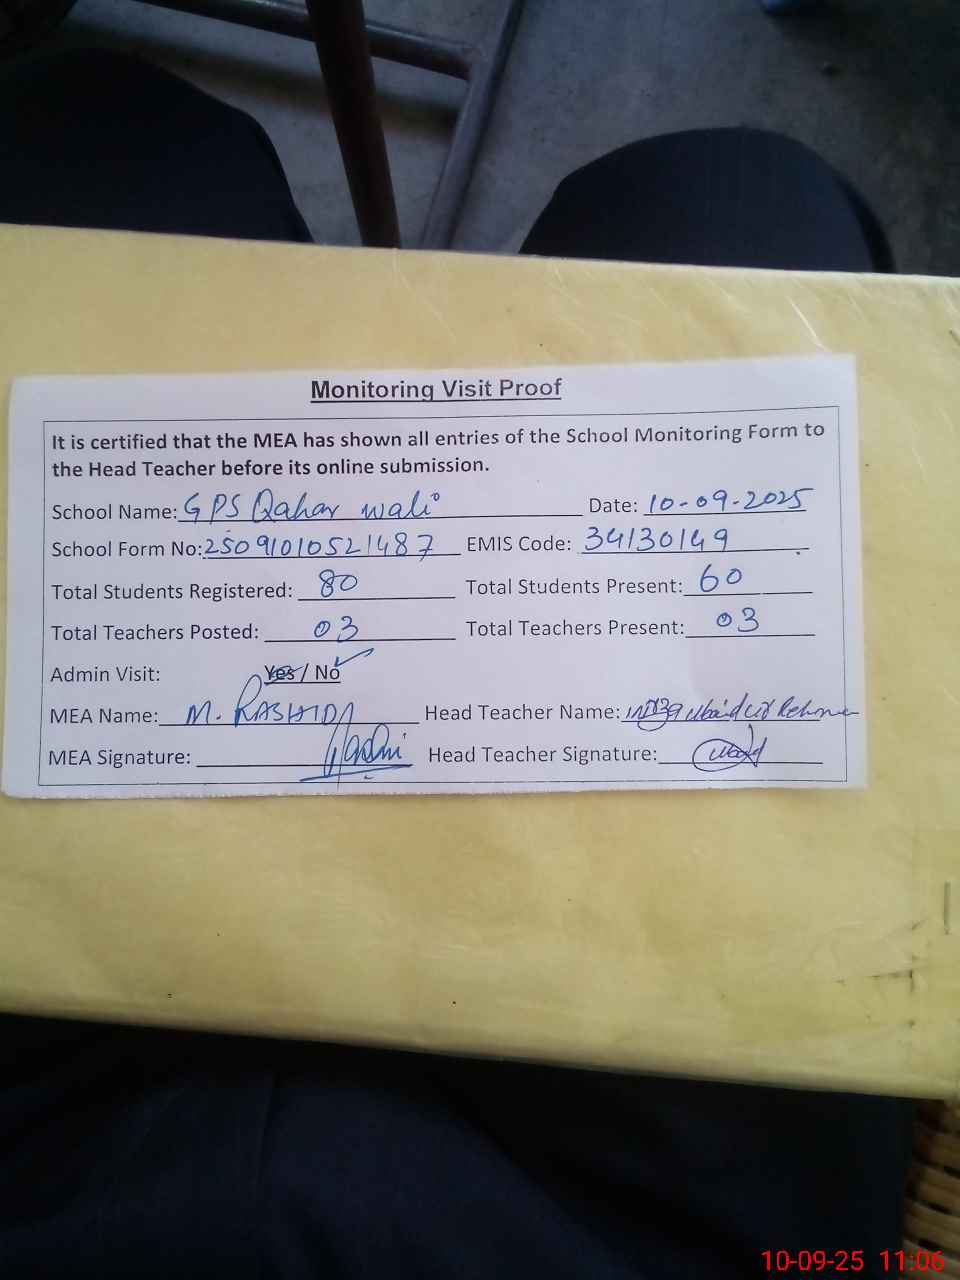 Monitoring Visit Proof
It is certified that the MEA has shown all entries of the School Monitoring Form to
the Head Teacher before its online submission.
School Name: GPS Qahar wali Date: 10-09-2025
School Form No: 25091010521487 EMIS Code: 34130149
Total Students Registered: 80 Total Students Present: 60
Total Teachers Posted: 03 Total Teachers Present: 03
Admin Visit: Yes / No
MEA Name: M. RASHID Head Teacher Name: Ubaid Ur Rehman
MEA Signature: Head Teacher Signature:
10-09-25 11:06